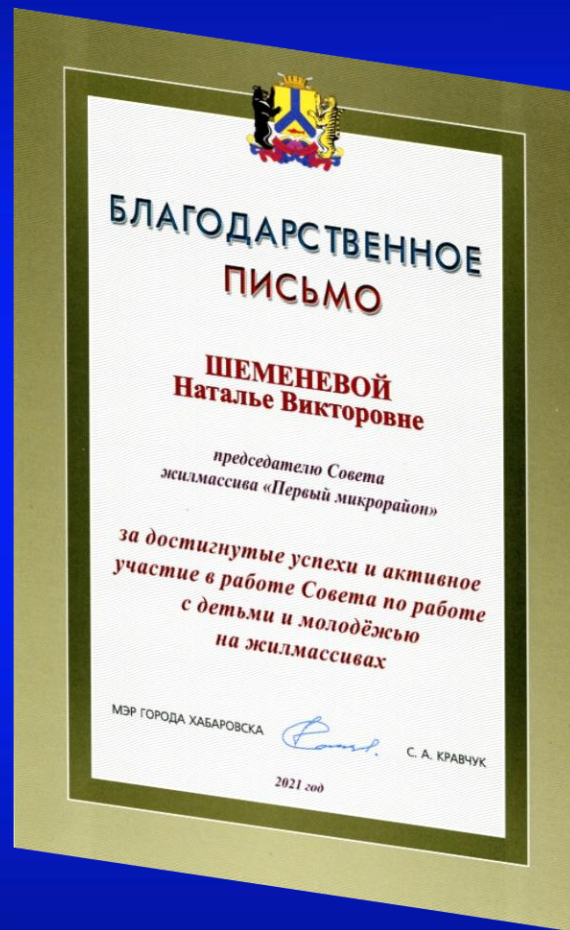 БЛАГОДАРСТВЕННОЕ
ПИСЬМО
ШЕМЕНЕВОЙ
Наталье Викторовне
председателю Совета
жилмассива «Первый микрорайон»
за достигнутые успехи и активное
участие в работе Совета по работе
с детьми и молодёжью
на жилмассивах
МЭР ГОРОДА ХАБАРОВСКА С. А. КРАВЧУК
2021 год